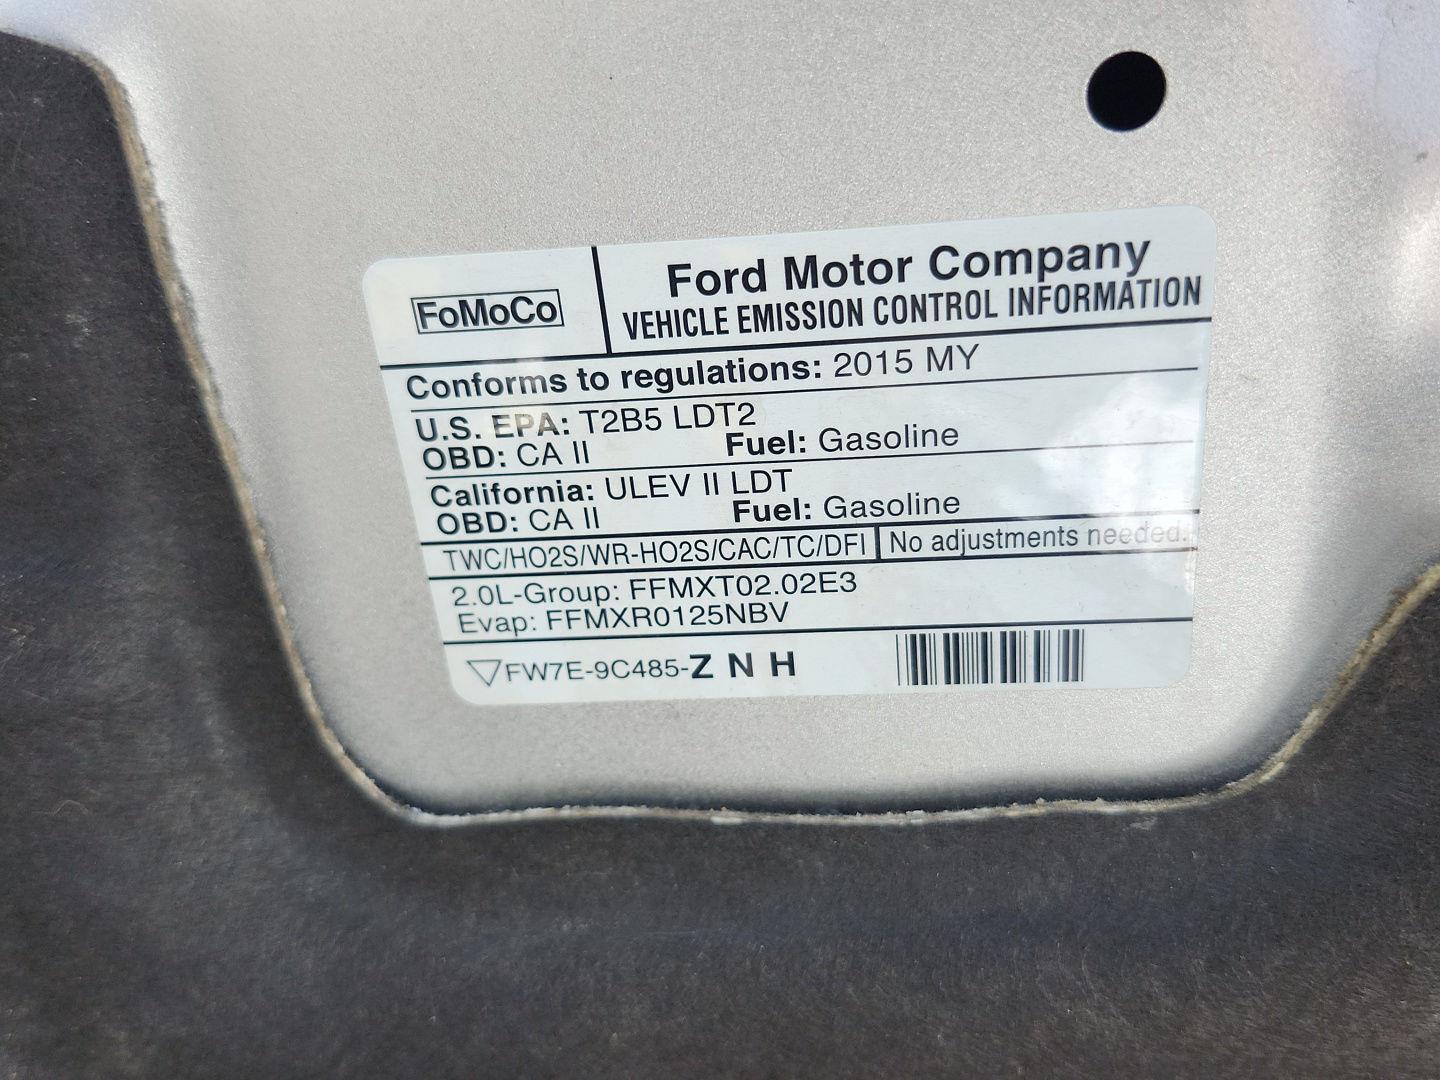 FoMoCo
Ford Motor Company
VEHICLE EMISSION CONTROL INFORMATION
Conforms to regulations: 2015 MY
U.S. EPA: T2B5 LDT2
OBD: CA II Fuel: Gasoline
California: ULEV II LDT
OBD: CA II Fuel: Gasoline
TWC/HO2S/WR-HO2S/CAC/TC/DFI No adjustments needed.
2.0L-Group: FFMXT02.02E3
Evap: FFMXR0125NBV
FW7E-9C485-Z N H